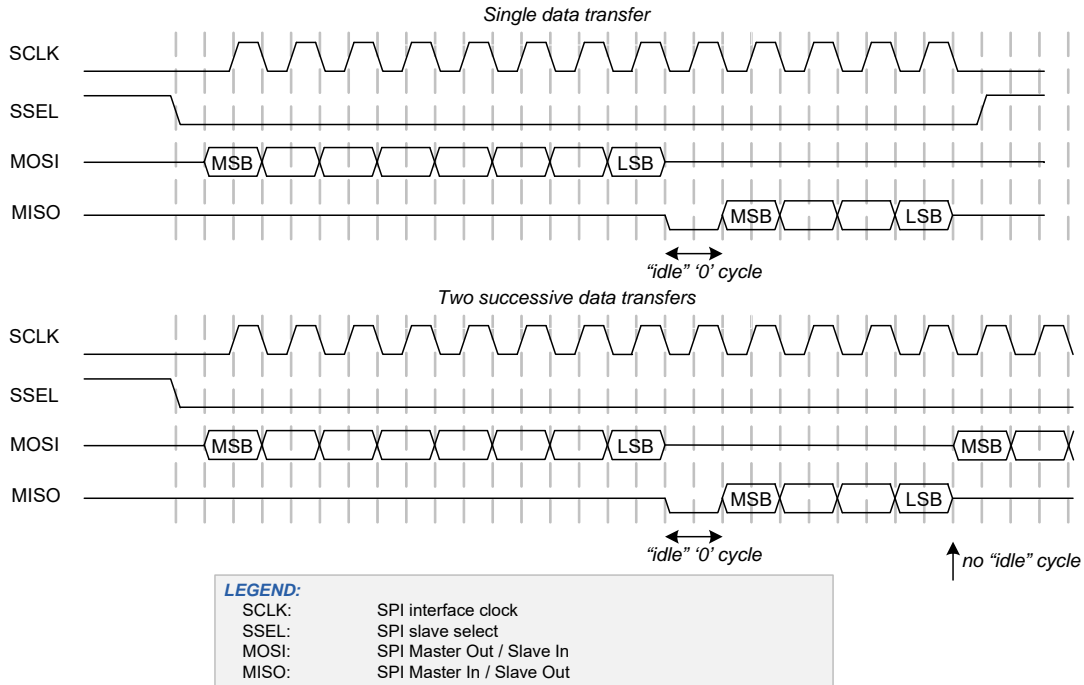 Single data transfer
SCLK
SSEL
MOSI
MSB LSB
MISO
MSB LSB
“idle” ‘0’ cycle
Two successive data transfers
SCLK
SSEL
MOSI
MSB LSB MSB
MISO
MSB LSB
“idle” ‘0’ cycle
no “idle” cycle
LEGEND:
SCLK: SPI interface clock
SSEL: SPI slave select
MOSI: SPI Master Out / Slave In
MISO: SPI Master In / Slave Out